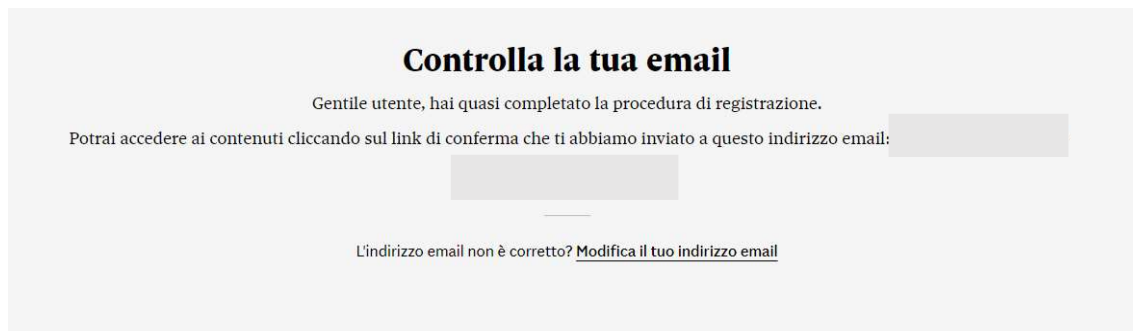 Controlla la tua email
Gentile utente, hai quasi completato la procedura di registrazione.
Potrai accedere ai contenuti cliccando sul link di conferma che ti abbiamo inviato a questo indirizzo email:
L'indirizzo email non è corretto? Modifica il tuo indirizzo email